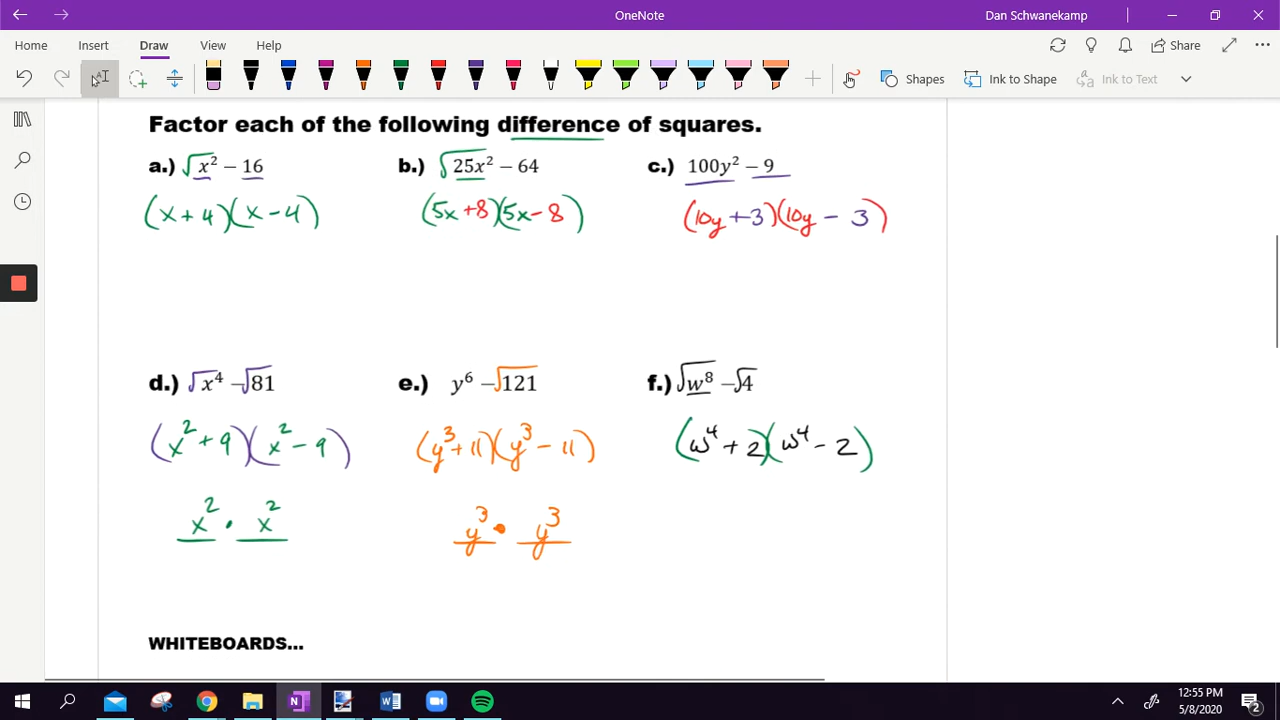 OneNote
Dan Schwanekamp
Home Insert Draw View Help Share
Shapes Ink to Shape Ink to Text
Factor each of the following difference of squares.
a.) √x² − 16 b.) √25x² − 64 c.) 100y² − 9
(x + 4)(x − 4) (5x + 8)(5x − 8) (10y + 3)(10y − 3)
d.) √x⁴ − √81 e.) y⁶ − √121 f.) √w⁸ − √4
(x² + 9)(x² − 9) (y³ + 11)(y³ − 11) (w⁴ + 2)(w⁴ − 2)
x² · x² y³ · y³
WHITEBOARDS...
12:55 PM
5/8/2020
2